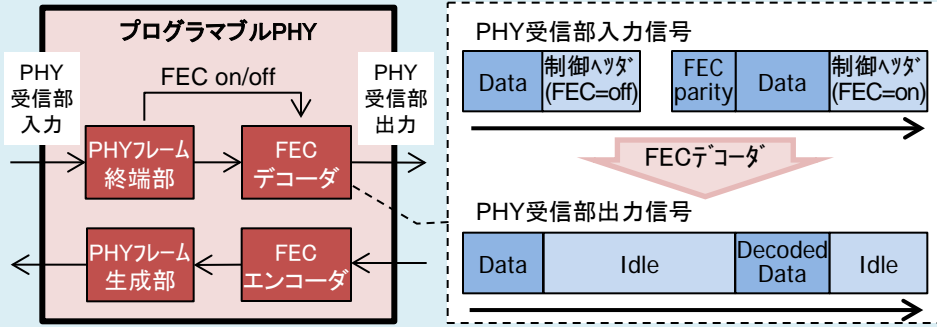 プログラマブルPHY
PHY
受信部
入力
FEC on/off
PHY
受信部
出力
PHYﾌﾚｰﾑ
終端部
FEC
デコーダ
PHYﾌﾚｰﾑ
生成部
FEC
エンコーダ
PHY受信部入力信号
Data
制御ﾍｯﾀﾞ
(FEC=off)
FEC
parity
Data
制御ﾍｯﾀﾞ
(FEC=on)
FECﾃﾞｺｰﾀﾞ
PHY受信部出力信号
Data
Idle
Decoded
Data
Idle